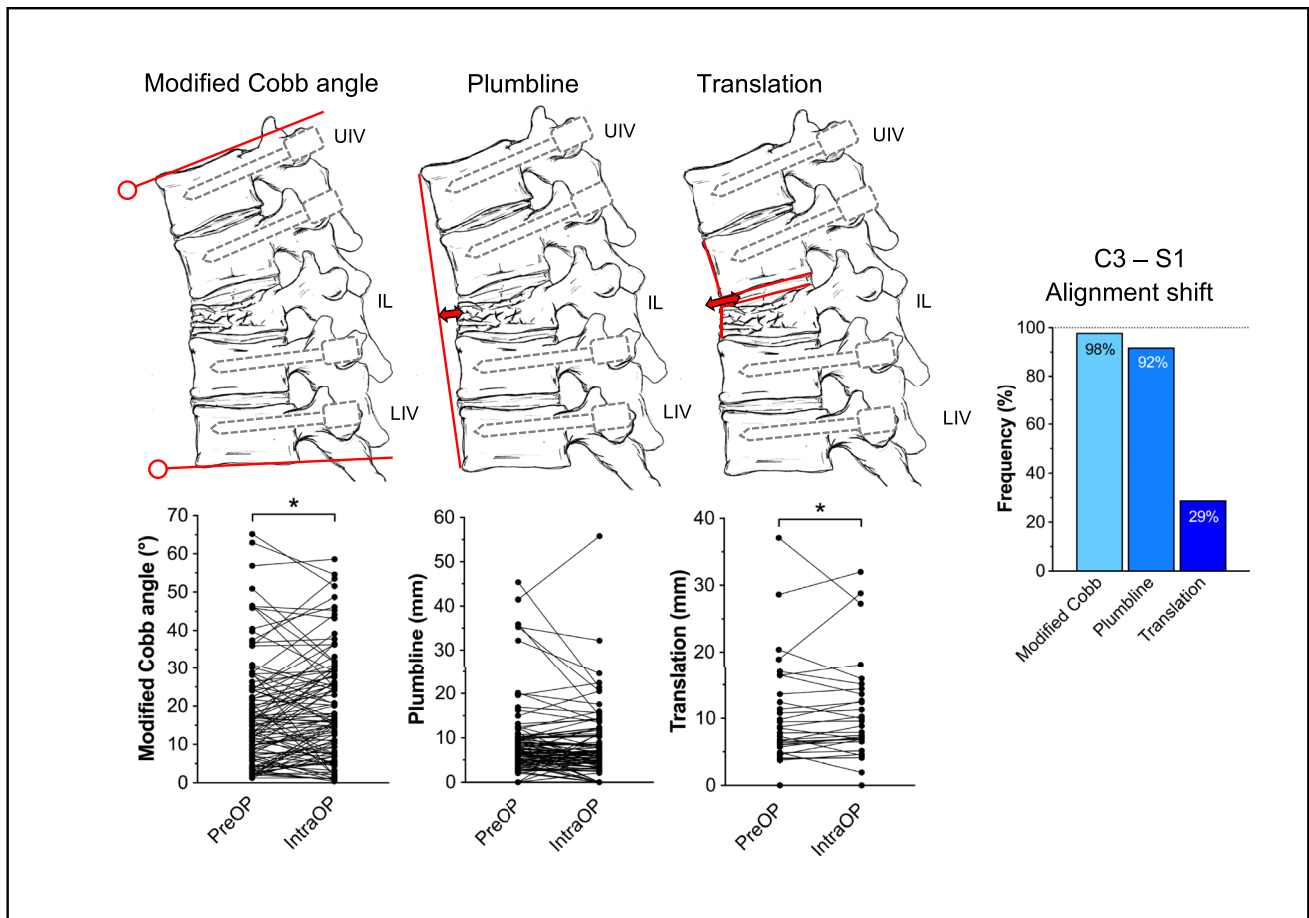 Modified Cobb angle
Plumbline
Translation
UIV
IL
LIV
UIV
IL
LIV
UIV
IL
LIV
C3 – S1
Alignment shift
Frequency (%)
100
80
60
40
20
0
98%
92%
29%
Modified Cobb
Plumbline
Translation
Modified Cobb angle (°)
70
60
50
40
30
20
10
0
*
PreOP
IntraOP
Plumbline (mm)
60
50
40
30
20
10
0
PreOP
IntraOP
Translation (mm)
40
30
20
10
0
*
PreOP
IntraOP